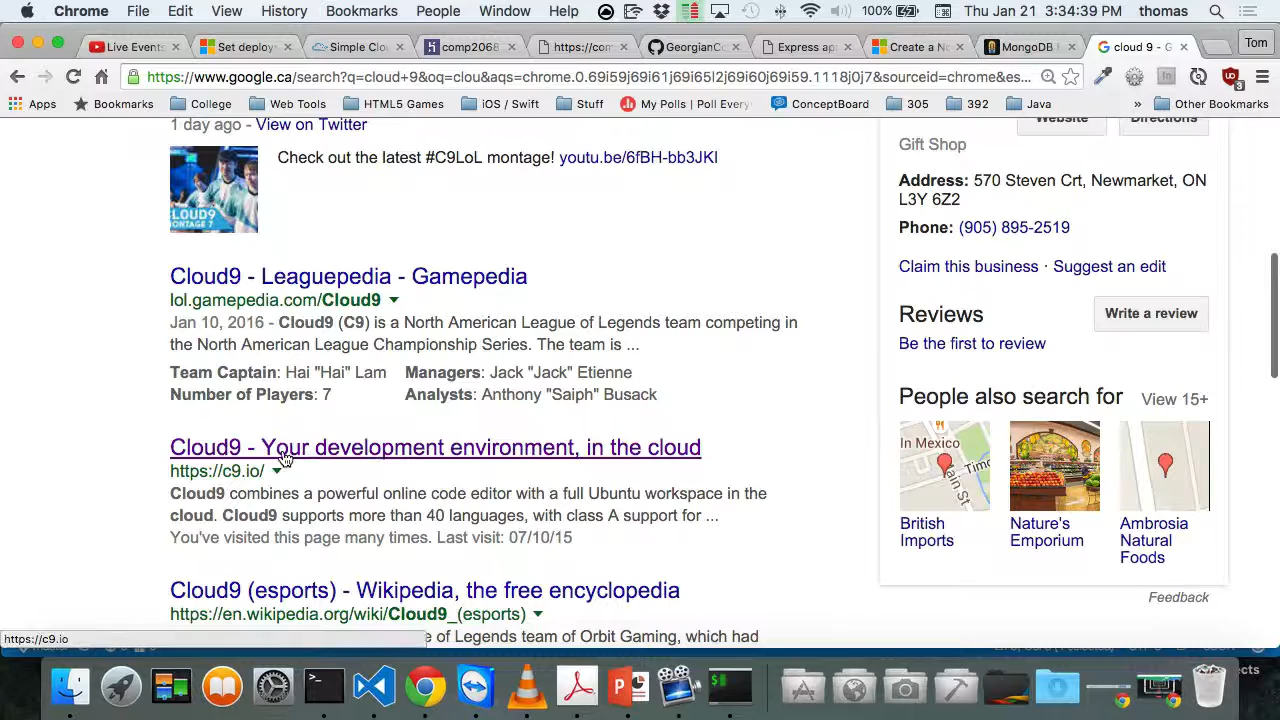 Chrome File Edit View History Bookmarks People Window Help 100% Thu Jan 21 3:34:39 PM thomas
Live Events Set deploy Simple Clo comp2068 https://com GeorgianCo Express ap Create a No MongoDB cloud 9 - G Tom
https://www.google.ca/search?q=cloud+9&oq=clou&aqs=chrome.0.69i59j69i61j69i65l2j69i60j69i59.1118j0j7&sourceid=chrome&es...
3
Apps Bookmarks College Web Tools HTML5 Games iOS / Swift Stuff My Polls | Poll Every ConceptBoard 305 392 Java » Other Bookmarks
1 day ago - View on Twitter
Check out the latest #C9LoL montage! youtu.be/6fBH-bb3JKI
CLOUD9
MONTAGE 7
Cloud9 - Leaguepedia - Gamepedia
lol.gamepedia.com/Cloud9
Jan 10, 2016 - Cloud9 (C9) is a North American League of Legends team competing in
the North American League Championship Series. The team is ...
Team Captain: Hai "Hai" Lam Managers: Jack "Jack" Etienne
Number of Players: 7 Analysts: Anthony "Saiph" Busack
Cloud9 - Your development environment, in the cloud
https://c9.io/
Cloud9 combines a powerful online code editor with a full Ubuntu workspace in the
cloud. Cloud9 supports more than 40 languages, with class A support for ...
You've visited this page many times. Last visit: 07/10/15
Cloud9 (esports) - Wikipedia, the free encyclopedia
https://en.wikipedia.org/wiki/Cloud9_(esports)
e of Legends team of Orbit Gaming, which had
https://c9.io
Website Directions
Gift Shop
Address: 570 Steven Crt, Newmarket, ON
L3Y 6Z2
Phone: (905) 895-2519
Claim this business · Suggest an edit
Reviews Write a review
Be the first to review
People also search for View 15+
In Mexico
Main St
British
Imports
Nature's
Emporium
Ambrosia
Natural
Foods
Feedback